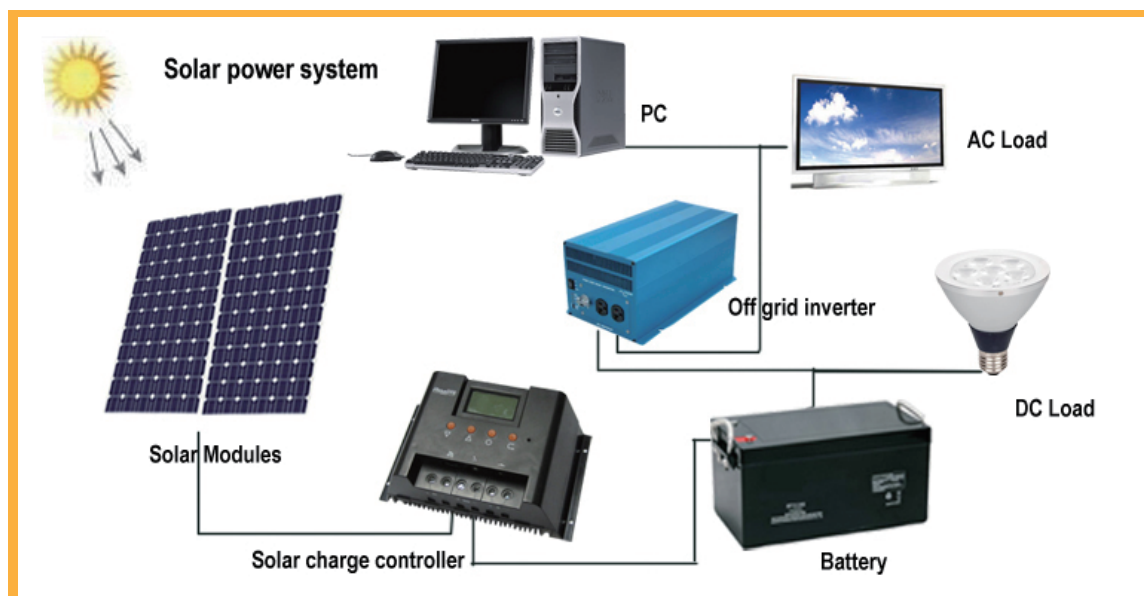 Solar power system
PC
AC Load
Off grid inverter
DC Load
Solar Modules
Solar charge controller
Battery